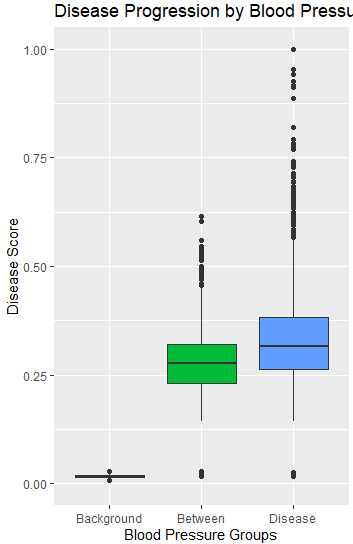 Disease Progression by Blood Pressu
1.00
0.75
0.50
0.25
0.00
Disease Score
Background Between Disease
Blood Pressure Groups